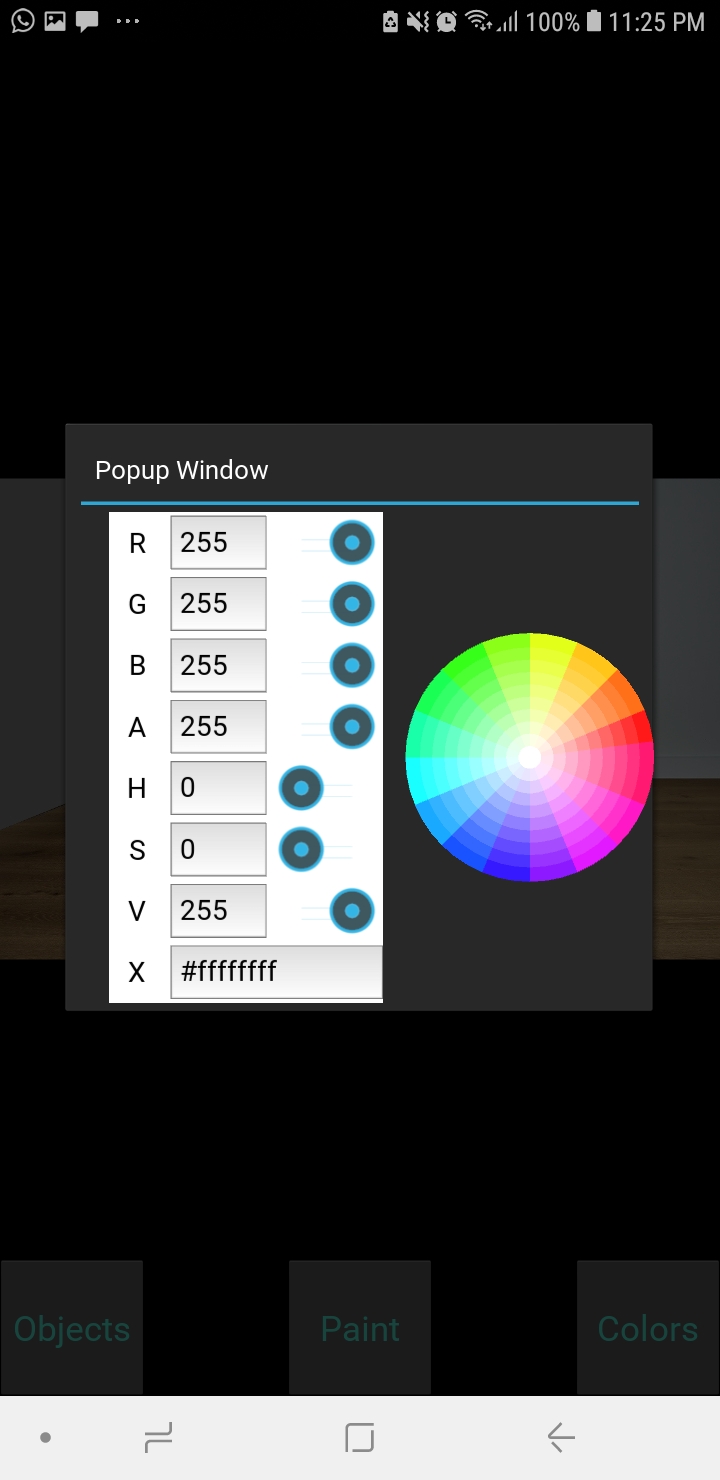 100% 11:25 PM
Popup Window
R 255
G 255
B 255
A 255
H 0
S 0
V 255
X #ffffffff
Objects Paint Colors